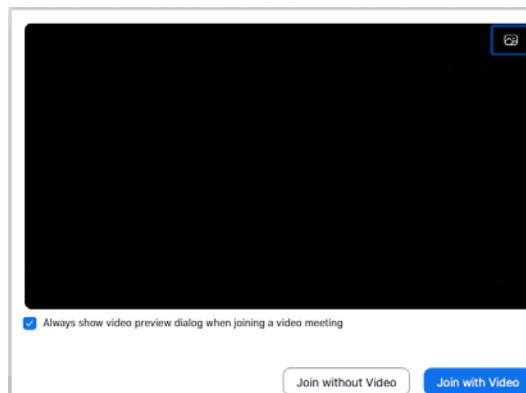 Always show video preview dialog when joining a video meeting
Join without Video
Join with Video